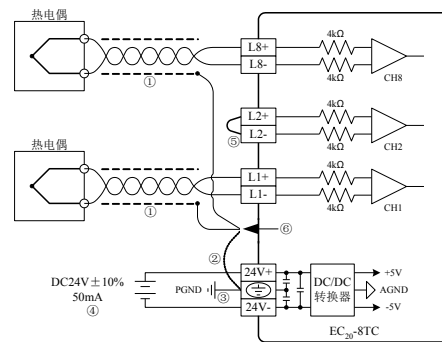 热电偶
L8+
L8-
4kΩ
4kΩ
CH8
①
L2+
L2-
4kΩ
4kΩ
CH2
⑤
热电偶
L1+
L1-
4kΩ
4kΩ
CH1
①
⑥
②
DC24V±10%
50mA
④
PGND
③
24V+
24V-
DC/DC
转换器
+5V
AGND
-5V
EC20-8TC